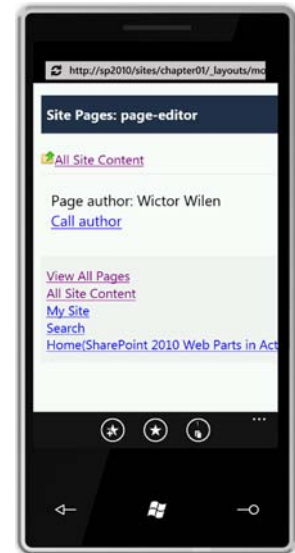 http://sp2010/sites/chapter01/_layouts/mo
Site Pages: page-editor
All Site Content
Page author: Wictor Wilen
Call author
View All Pages
All Site Content
My Site
Search
Home(SharePoint 2010 Web Parts in Act